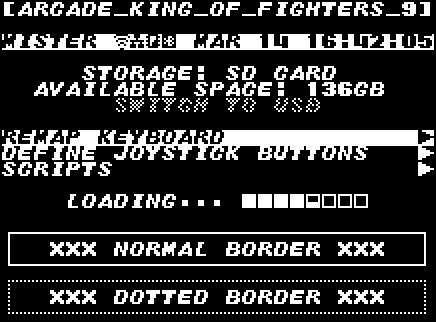 [ARCADE_KING_OF_FIGHTERS_9]
MISTER MAR 14 16:42:05
STORAGE: SD CARD
AVAILABLE SPACE: 136GB
SWITCH TO USB
REMAP KEYBOARD
DEFINE JOYSTICK BUTTONS
SCRIPTS
LOADING...
XXX NORMAL BORDER XXX
XXX DOTTED BORDER XXX